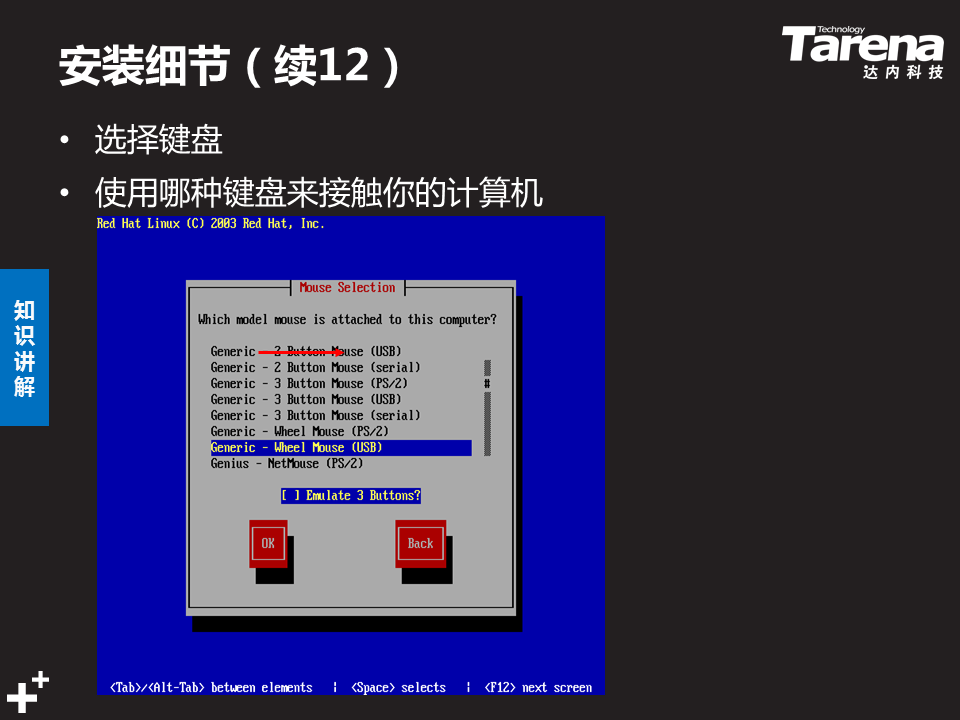 安装细节（续12）
Technology
Tarena
达内科技
• 选择键盘
• 使用哪种键盘来接触你的计算机
知识讲解
Red Hat Linux (C) 2003 Red Hat, Inc.
Mouse Selection
Which model mouse is attached to this computer?
Generic - 2 Button Mouse (USB)
Generic - 2 Button Mouse (serial)
Generic - 3 Button Mouse (PS/2)
#
Generic - 3 Button Mouse (USB)
Generic - 3 Button Mouse (serial)
Generic - Wheel Mouse (PS/2)
Generic - Wheel Mouse (USB)
Genius - NetMouse (PS/2)
[ ] Emulate 3 Buttons?
OK
Back
<Tab>/<Alt-Tab> between elements | <Space> selects | <F12> next screen